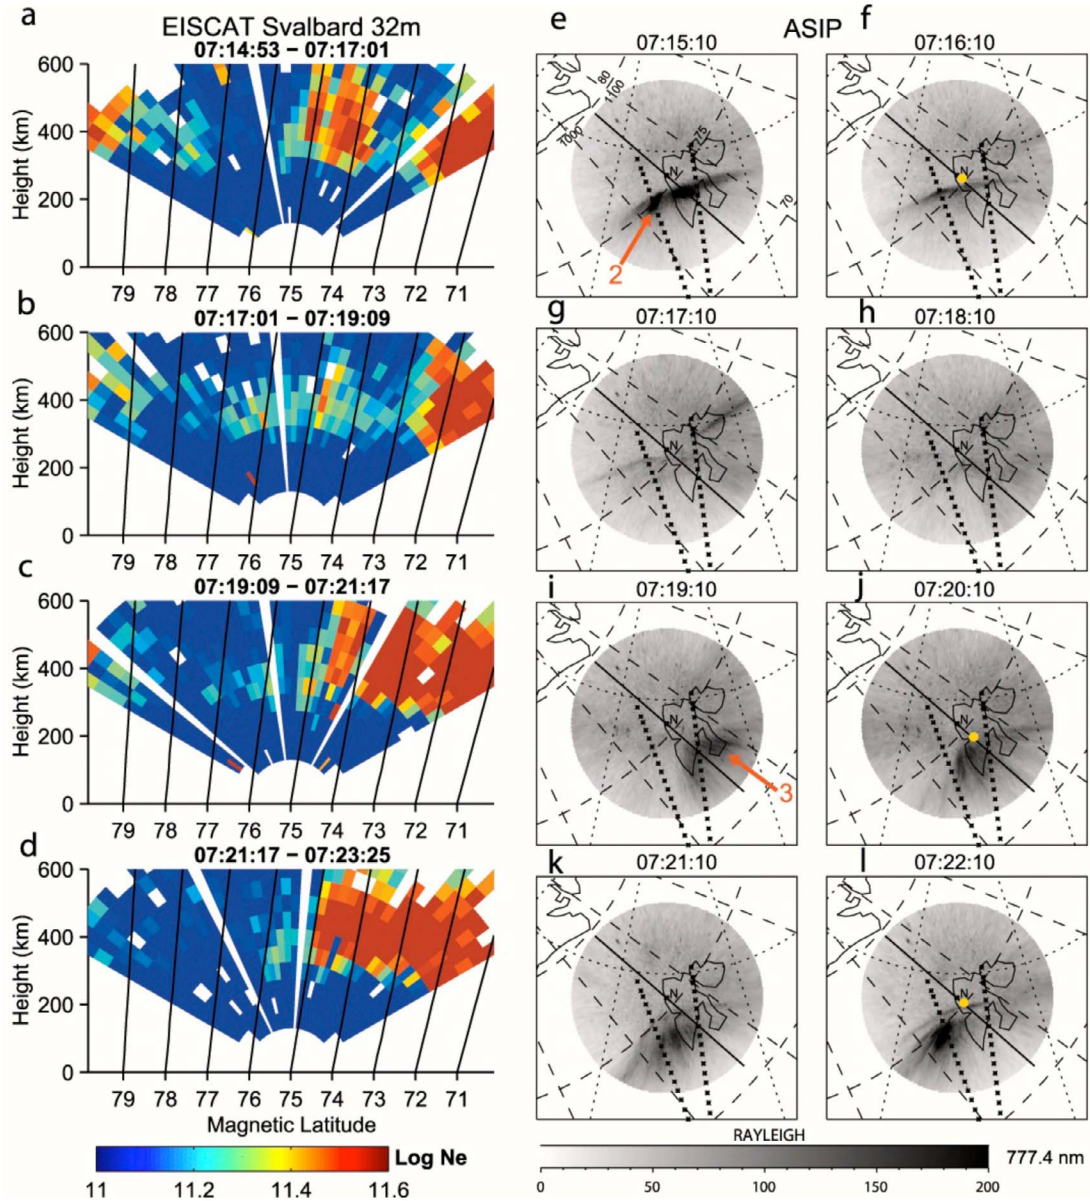 a
EISCAT Svalbard 32m
07:14:53 – 07:17:01
600
400
200
0
Height (km)
79 78 77 76 75 74 73 72 71
b
07:17:01 – 07:19:09
600
400
200
0
Height (km)
79 78 77 76 75 74 73 72 71
c
07:19:09 – 07:21:17
600
400
200
0
Height (km)
79 78 77 76 75 74 73 72 71
d
07:21:17 – 07:23:25
600
400
200
0
Height (km)
79 78 77 76 75 74 73 72 71
Magnetic Latitude
Log Ne
11 11.2 11.4 11.6
ASIP
e
07:15:10
80
1100
1000
75
70
N
2
f
07:16:10
N
g
07:17:10
N
h
07:18:10
N
i
07:19:10
N
3
j
07:20:10
N
k
07:21:10
N
l
07:22:10
N
RAYLEIGH
777.4 nm
0 50 100 150 200